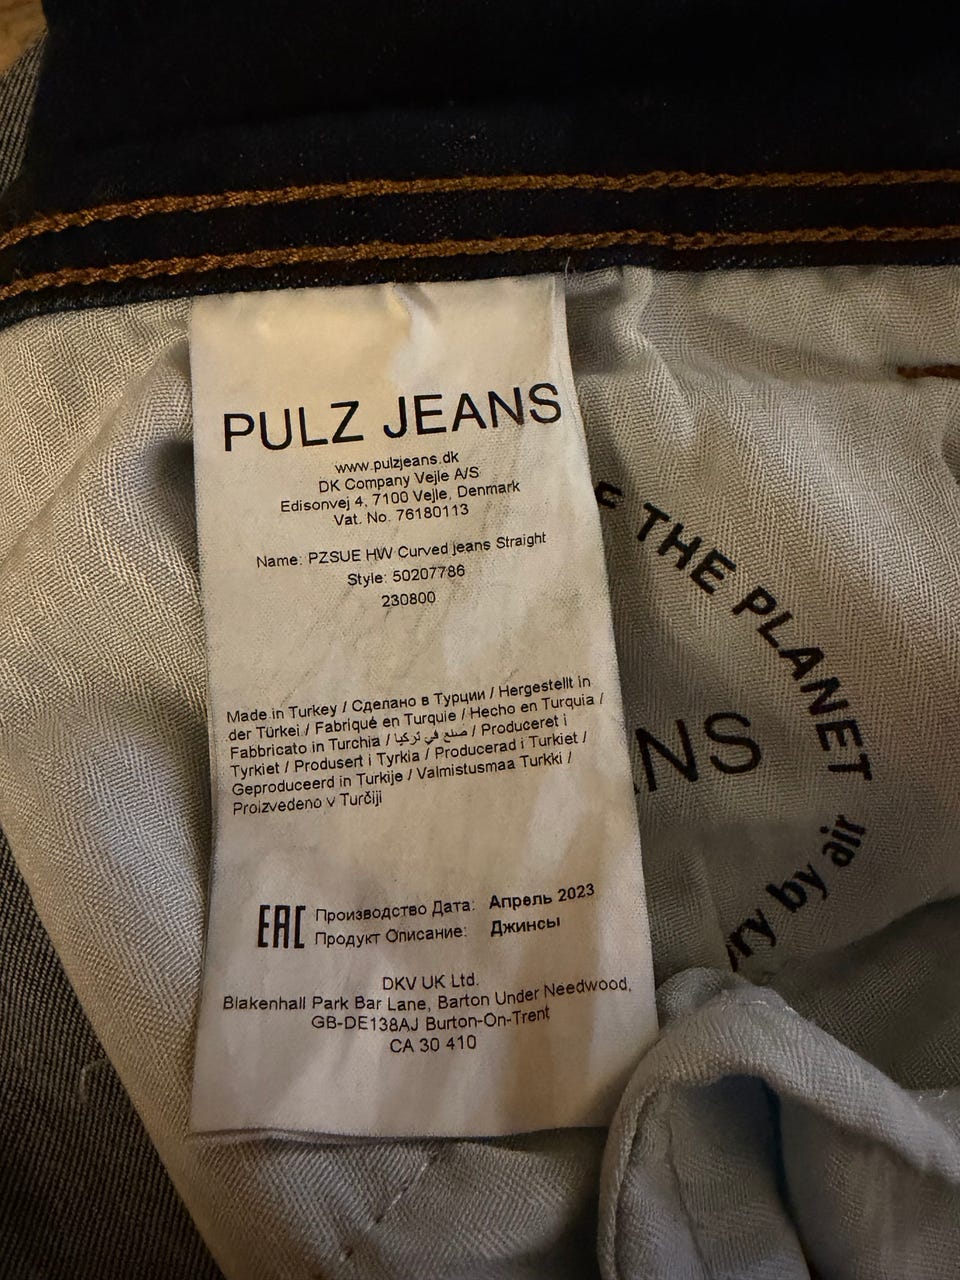 PULZ JEANS
www.pulzjeans.dk
DK Company Vejle A/S
Edisonvej 4, 7100 Vejle, Denmark
Vat. No. 76180113
Name: PZSUE HW Curved jeans Straight
Style: 50207786
230800
Made in Turkey / Сделано в Турции / Hergestellt in
der Türkei / Fabriqué en Turquie / Hecho en Turquia /
Fabbricato in Turchia / صنع في تركيا / Produceret i
Tyrkiet / Produsert i Tyrkia / Producerad i Turkiet /
Geproduceerd in Turkije / Valmistusmaa Turkki /
Proizvedeno v Turčiji
EAC
Производство Дата: Апрель 2023
Продукт Описание: Джинсы
DKV UK Ltd.
Blakenhall Park Bar Lane, Barton Under Needwood,
GB-DE138AJ Burton-On-Trent
CA 30 410
THE PLANET
by air